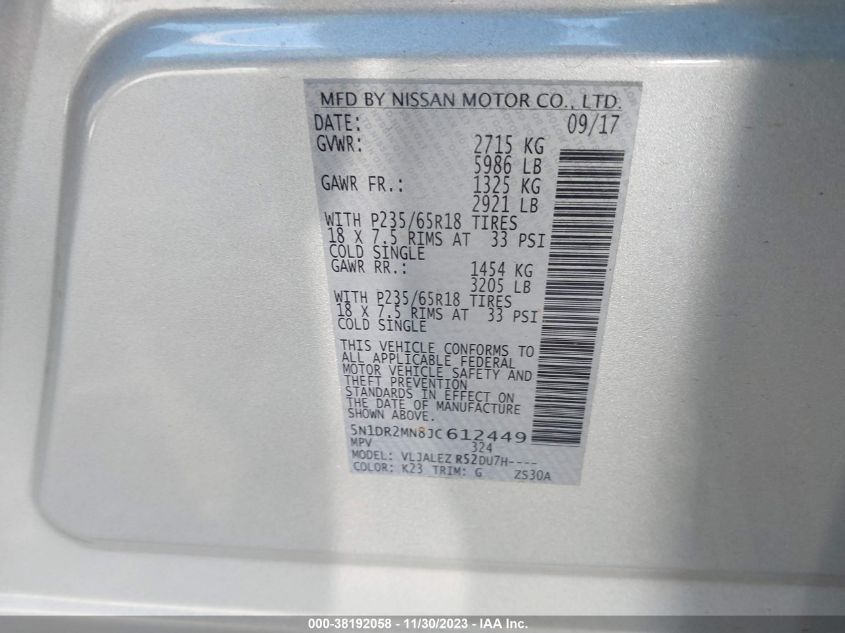 MFD BY NISSAN MOTOR CO., LTD.
DATE: 09/17
GVWR: 2715 KG
5986 LB
GAWR FR.: 1325 KG
2921 LB
WITH P235/65R18 TIRES
18 X 7.5 RIMS AT 33 PSI
COLD SINGLE
GAWR RR.: 1454 KG
3205 LB
WITH P235/65R18 TIRES
18 X 7.5 RIMS AT 33 PSI
COLD SINGLE
THIS VEHICLE CONFORMS TO
ALL APPLICABLE FEDERAL
MOTOR VEHICLE SAFETY AND
THEFT PREVENTION
STANDARDS IN EFFECT ON
THE DATE OF MANUFACTURE
SHOWN ABOVE.
5N1DR2MN8JC612449
MPV 324
MODEL: VLJALEZ R52DU7H----
COLOR: K23 TRIM: G ZS30A
000-38192058 - 11/30/2023 - IAA Inc.